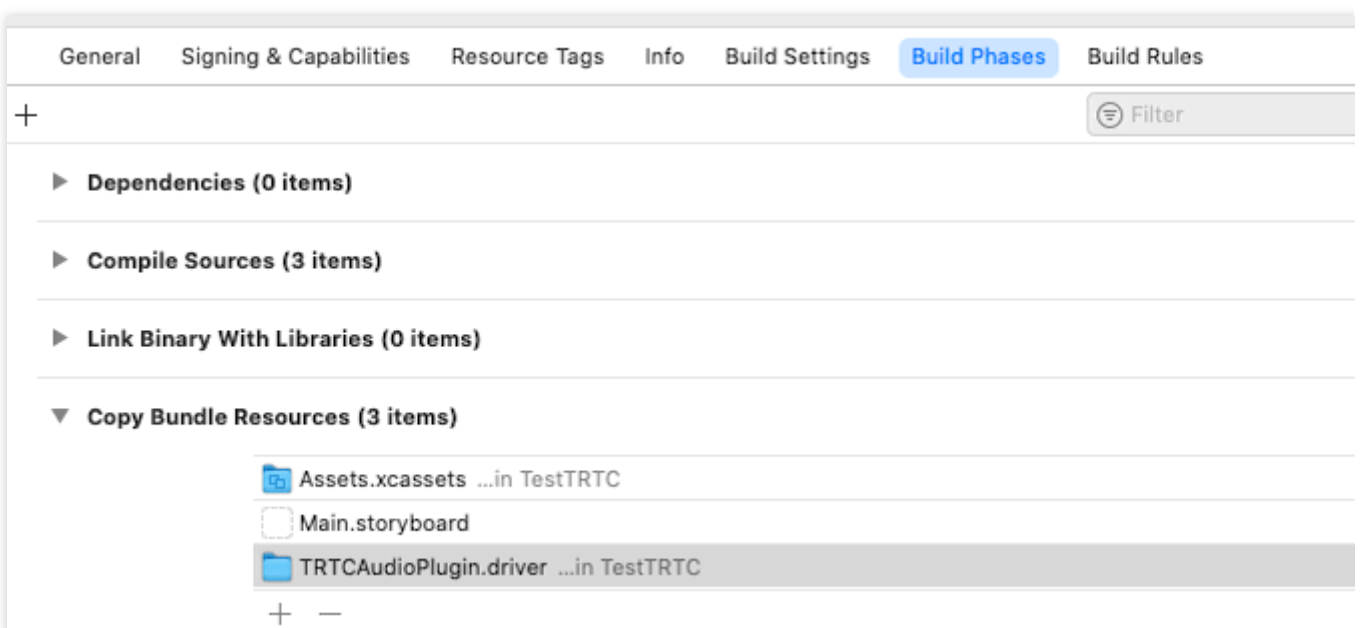 General Signing & Capabilities Resource Tags Info Build Settings Build Phases Build Rules
Filter
Dependencies (0 items)
Compile Sources (3 items)
Link Binary With Libraries (0 items)
Copy Bundle Resources (3 items)
Assets.xcassets ...in TestTRTC
Main.storyboard
TRTCAudioPlugin.driver ...in TestTRTC